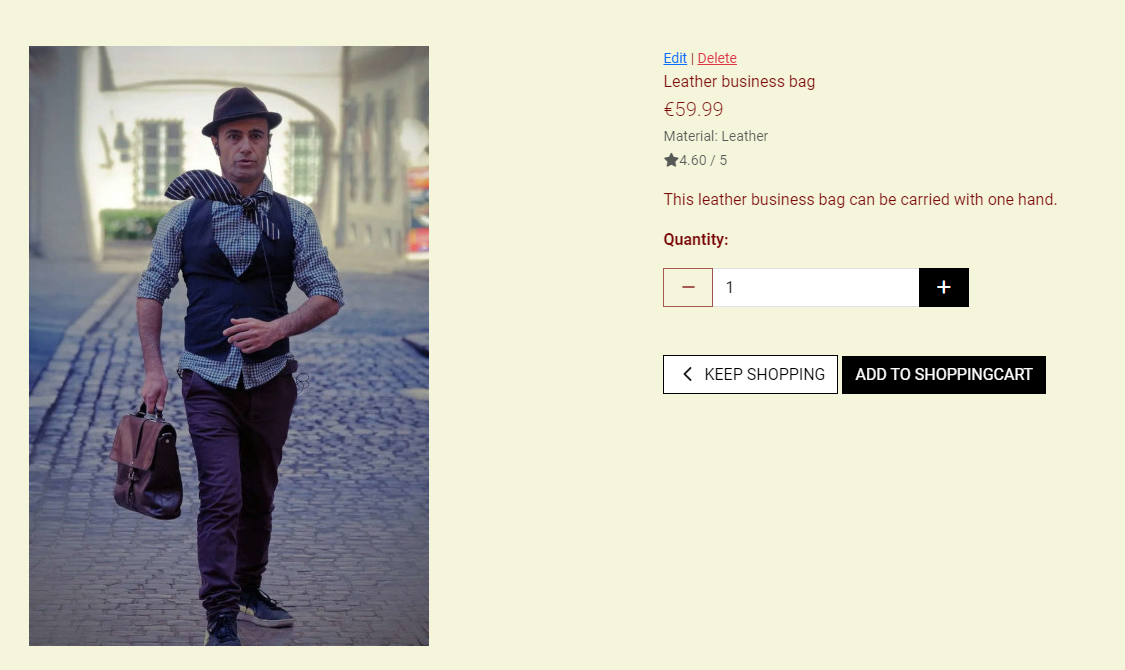 Edit | Delete
Leather business bag
€59.99
Material: Leather
4.60 / 5
This leather business bag can be carried with one hand.
Quantity:
1
KEEP SHOPPING ADD TO SHOPPINGCART